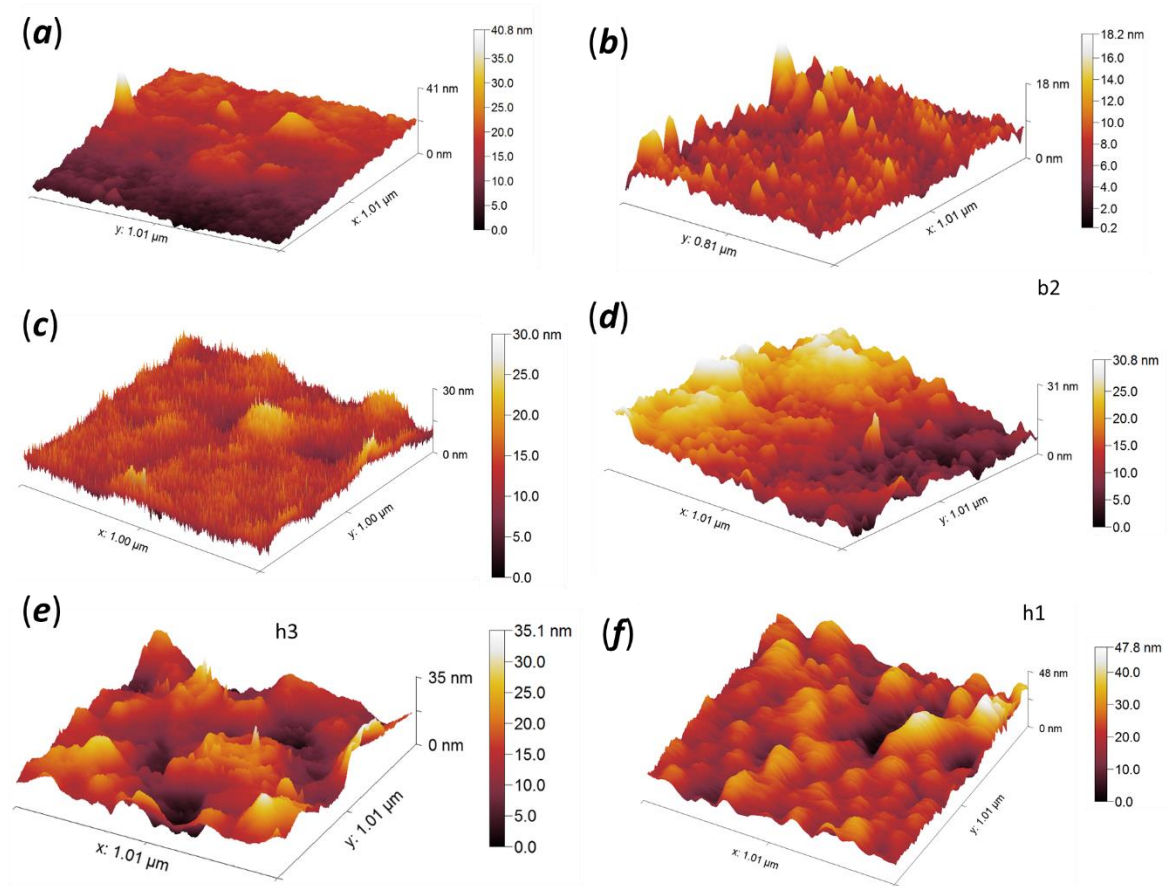 (a)
40.8 nm
35.0
30.0
25.0
20.0
15.0
10.0
5.0
0.0
41 nm
0 nm
x: 1.01 µm
y: 1.01 µm
(b)
18.2 nm
16.0
14.0
12.0
10.0
8.0
6.0
4.0
2.0
0.2
18 nm
0 nm
x: 1.01 µm
y: 0.81 µm
(c)
30.0 nm
25.0
20.0
15.0
10.0
5.0
0.0
30 nm
0 nm
y: 1.00 µm
x: 1.00 µm
b2
(d)
30.8 nm
25.0
20.0
15.0
10.0
5.0
0.0
31 nm
0 nm
y: 1.01 µm
x: 1.01 µm
(e)
h3
35.1 nm
30.0
25.0
20.0
15.0
10.0
5.0
0.0
35 nm
0 nm
y: 1.01 µm
x: 1.01 µm
(f)
h1
47.8 nm
40.0
30.0
20.0
10.0
0.0
48 nm
0 nm
y: 1.01 µm
x: 1.01 µm